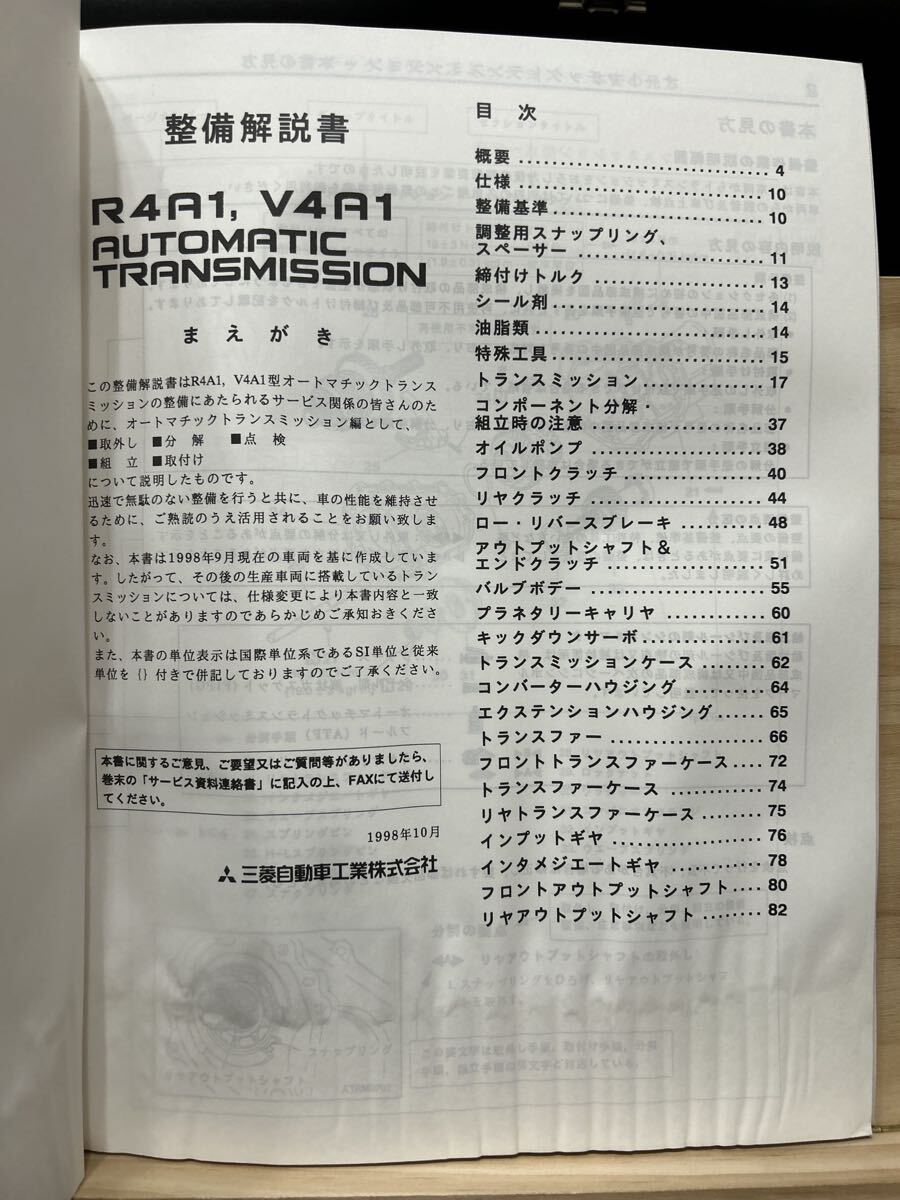 整備解説書
R4A1, V4A1
AUTOMATIC
TRANSMISSION
まえがき
この整備解説書はR4A1, V4A1型オートマチックトランス
ミッションの整備にあたられるサービス関係の皆さんのた
めに、オートマチックトランスミッション編として、
■取外し ■分 解 ■点 検
■組 立 ■取付け
について説明したものです。
迅速で無駄のない整備を行うと共に、車の性能を維持させ
るために、ご熟読のうえ活用されることをお願い致しま
す。
なお、本書は1998年9月現在の車両を基に作成していま
す。したがって、その後の生産車両に搭載しているトラン
スミッションについては、仕様変更により本書内容と一致
しないことがありますのであらかじめご承知おきくださ
い。
また、本書の単位表示は国際単位系であるSI単位と従来
単位を { } 付きで併記しておりますのでご了承ください。
本書に関するご意見、ご要望又はご質問等がありましたら、
巻末の「サービス資料連絡書」に記入の上、FAXにて送付し
てください。
1998年10月
三菱自動車工業株式会社
目 次
概要 ........ 4
仕様 ........ 10
整備基準 ........ 10
調整用スナップリング、
スペーサー ........ 11
締付けトルク ........ 13
シール剤 ........ 14
油脂類 ........ 14
特殊工具 ........ 15
トランスミッション ........ 17
コンポーネント分解・
組立時の注意 ........ 37
オイルポンプ ........ 38
フロントクラッチ ........ 40
リヤクラッチ ........ 44
ロー・リバースブレーキ ........ 48
アウトプットシャフト&
エンドクラッチ ........ 51
バルブボデー ........ 55
プラネタリーキャリヤ ........ 60
キックダウンサーボ ........ 61
トランスミッションケース ........ 62
コンバーターハウジング ........ 64
エクステンションハウジング ........ 65
トランスファー ........ 66
フロントトランスファーケース ........ 72
トランスファーケース ........ 74
リヤトランスファーケース ........ 75
インプットギヤ ........ 76
インタメジエートギヤ ........ 78
フロントアウトプットシャフト ........ 80
リヤアウトプットシャフト ........ 82